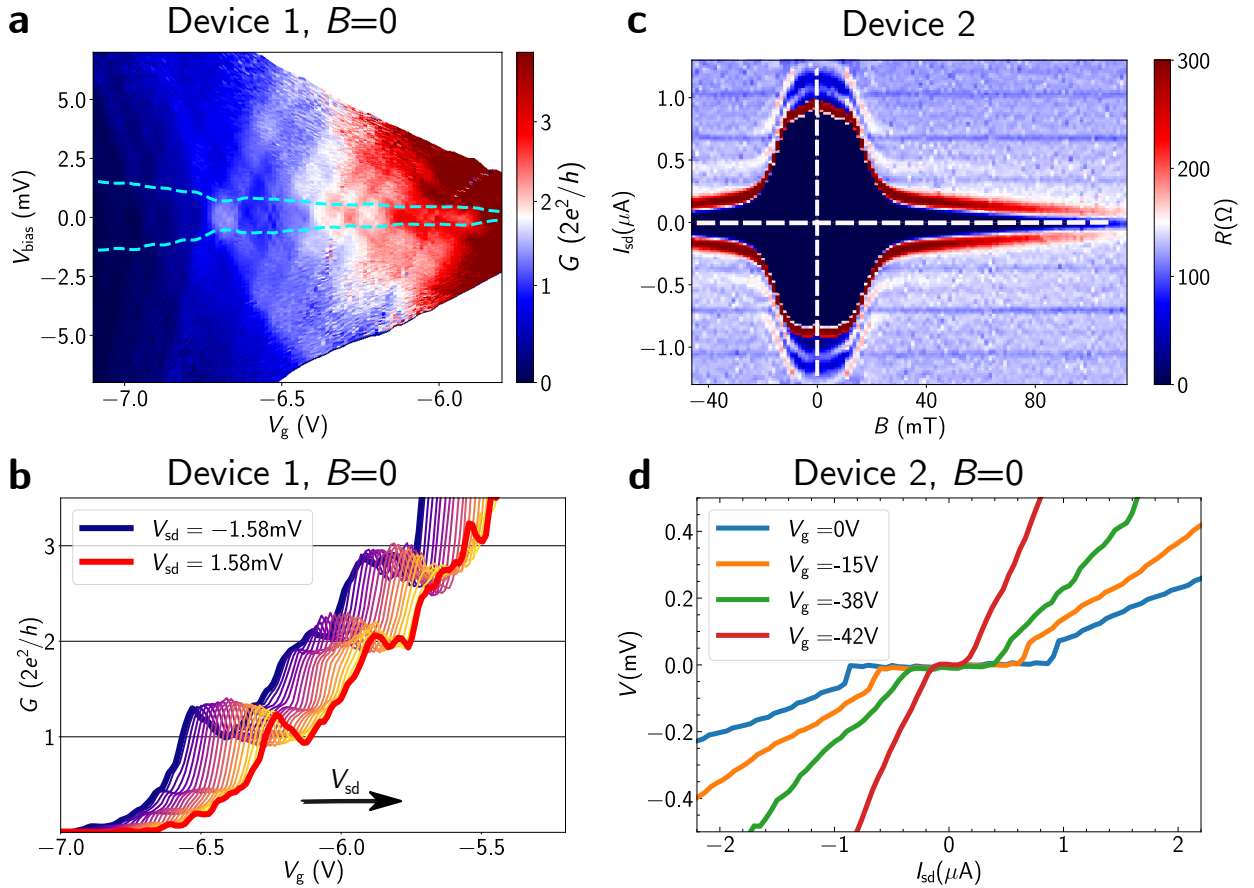 a Device 1, B=0
5.0
2.5
0.0
−2.5
−5.0
V_bias (mV)
−7.0 −6.5 −6.0
V_g (V)
3
2
1
0
G (2e²/h)
c Device 2
1.0
0.5
0.0
−0.5
−1.0
I_sd(μA)
−40 0 40 80
B (mT)
300
200
100
0
R(Ω)
b Device 1, B=0
V_sd = −1.58mV
V_sd = 1.58mV
3
2
1
G (2e²/h)
V_sd
−7.0 −6.5 −6.0 −5.5
V_g (V)
d Device 2, B=0
V_g =0V
V_g =-15V
V_g =-38V
V_g =-42V
0.4
0.2
0.0
−0.2
−0.4
V(mV)
−2 −1 0 1 2
I_sd(μA)